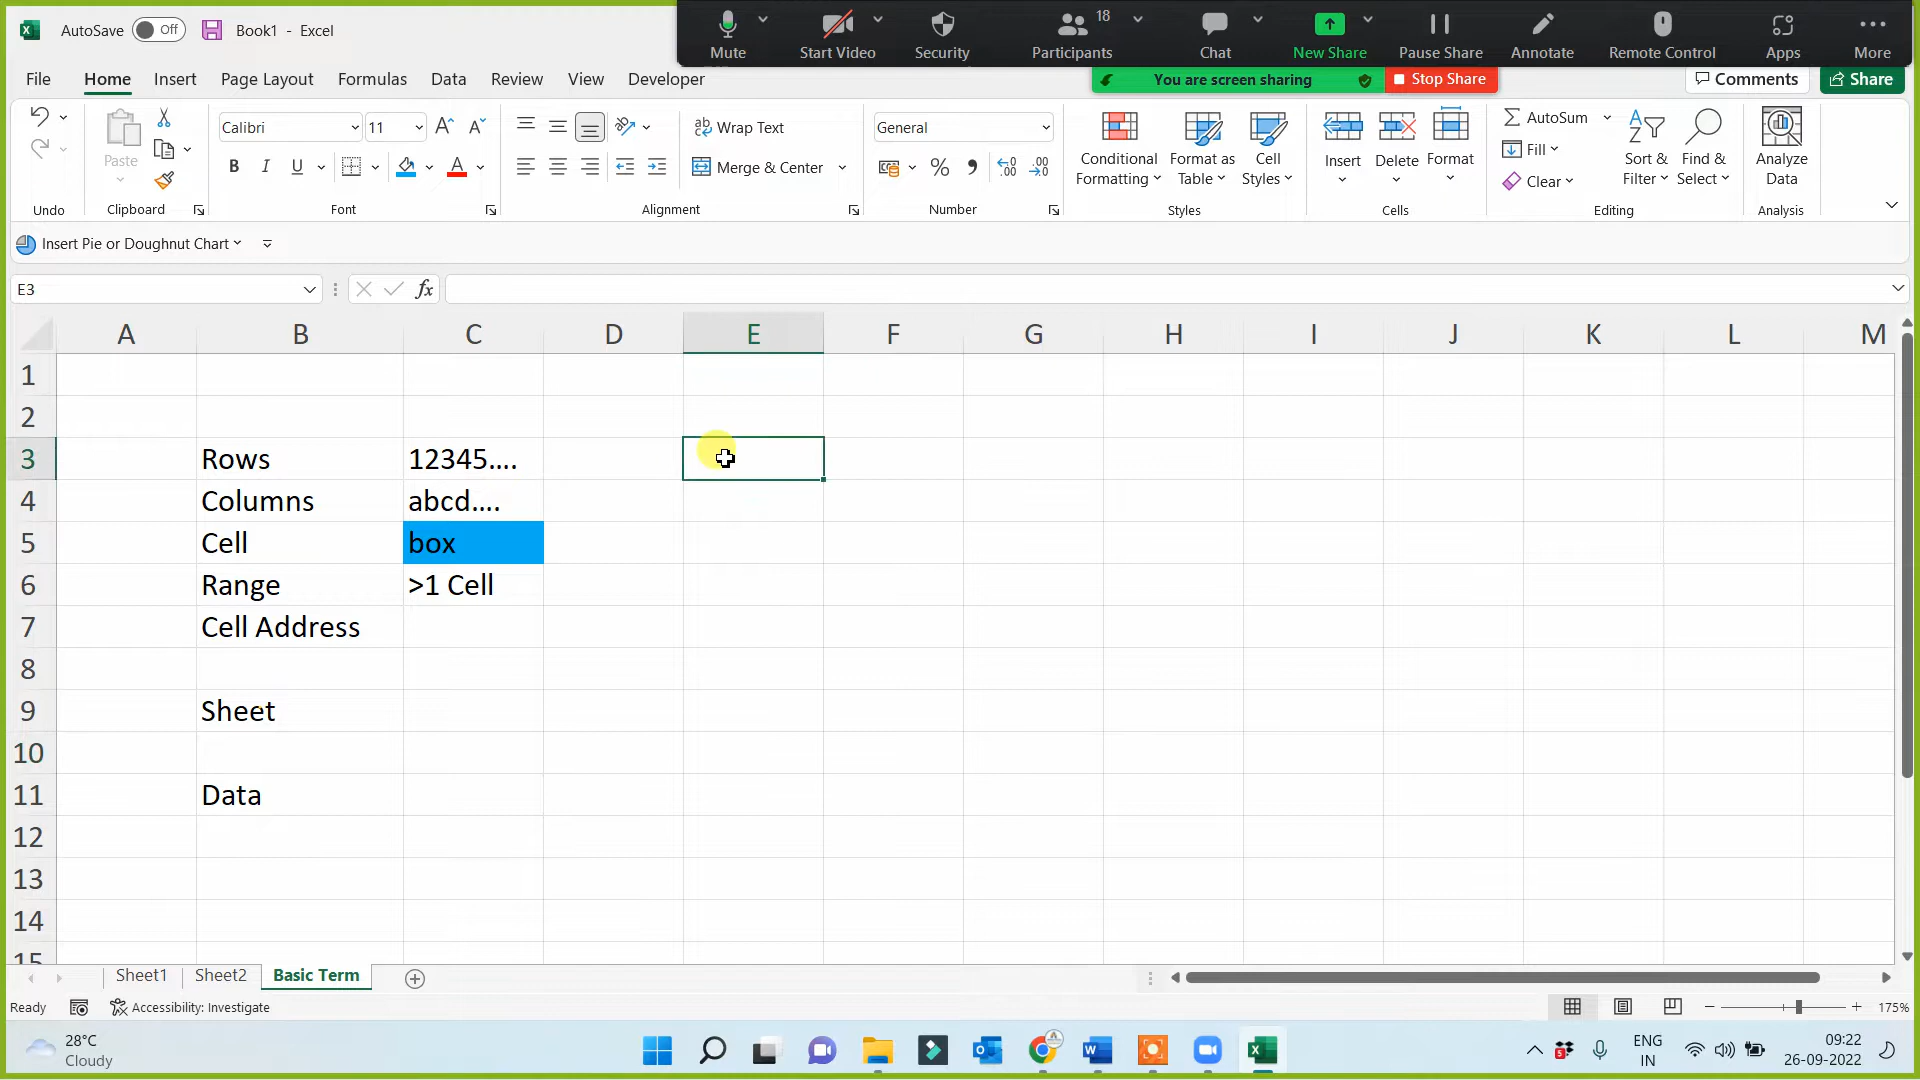 AutoSave Off Book1 - Excel
Mute Start Video Security 18 Participants Chat New Share Pause Share Annotate Remote Control Apps More
File Home Insert Page Layout Formulas Data Review View Developer
You are screen sharing Stop Share Comments Share
Calibri 11 Wrap Text General AutoSum
Paste B I U A Merge & Center % Conditional Formatting Format as Table Cell Styles Insert Delete Format Fill Clear Sort & Filter Find & Select Analyze Data
Undo Clipboard Font Alignment Number Styles Cells Editing Analysis
Insert Pie or Doughnut Chart
E3 fx
A B C D E F G H I J K L M
1
2
3 Rows 12345....
4 Columns abcd....
5 Cell box
6 Range >1 Cell
7 Cell Address
8
9 Sheet
10
11 Data
12
13
14
15
Sheet1 Sheet2 Basic Term
Ready Accessibility: Investigate 175%
28°C
Cloudy
ENG
IN
09:22
26-09-2022